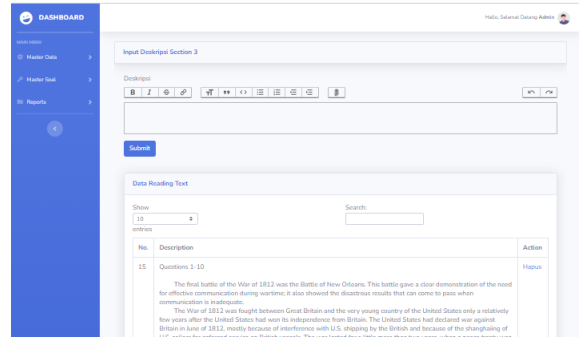 DASHBOARD
Hallo, Selamat Datang Admin
MAIN MENU
Master Data
Master Soal
Reports
Input Deskripsi Section 3
Deskripsi
Submit
Data Reading Text
Show
10
entries
Search:
No. Description Action
15 Questions 1-10 Hapus
The final battle of the War of 1812 was the Battle of New Orleans. This battle gave a clear demonstration of the need
for effective communication during wartime; it also showed the disastrous results that can come to pass when
communication is inadequate.
The War of 1812 was fought between Great Britain and the very young country of the United States only a relatively
few years after the United States had won its independence from Britain. The United States had declared war against
Britain in June of 1812, mostly because of interference with U.S. shipping by the British and because of the shanghaiing of